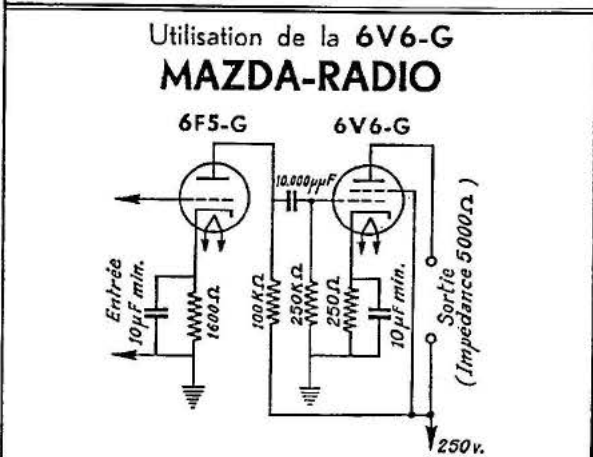 Utilisation de la 6V6-G
MAZDA-RADIO
6F5-G
6V6-G
10.000µµF
Entrée
10µF min.
1600Ω
100KΩ
250KΩ
250Ω
10µF min.
Sortie
(Impédance 5000Ω)
250v.